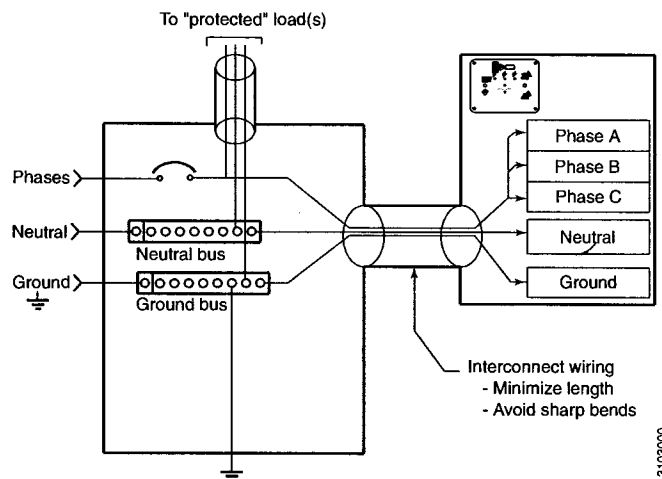 To "protected" load(s)
Phases
Neutral
Ground
Neutral bus
Ground bus
Phase A
Phase B
Phase C
Neutral
Ground
Interconnect wiring
- Minimize length
- Avoid sharp bends
3103000